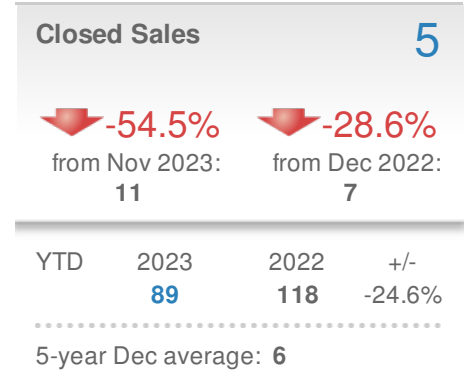 Closed Sales 5
-54.5% -28.6%
from Nov 2023: from Dec 2022:
11 7
YTD 2023 2022 +/-
89 118 -24.6%
5-year Dec average: 6